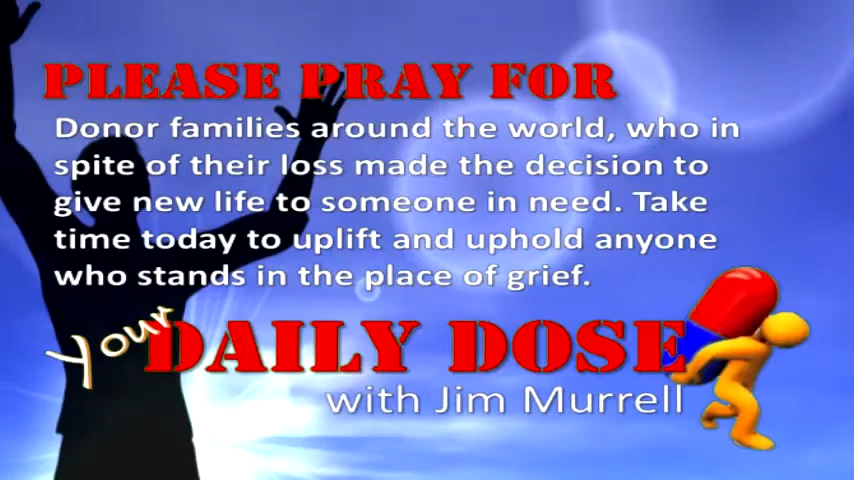 PLEASE PRAY FOR
Donor families around the world, who in
spite of their loss made the decision to
give new life to someone in need. Take
time today to uplift and uphold anyone
who stands in the place of grief.
Your DAILY DOSE
with Jim Murrell